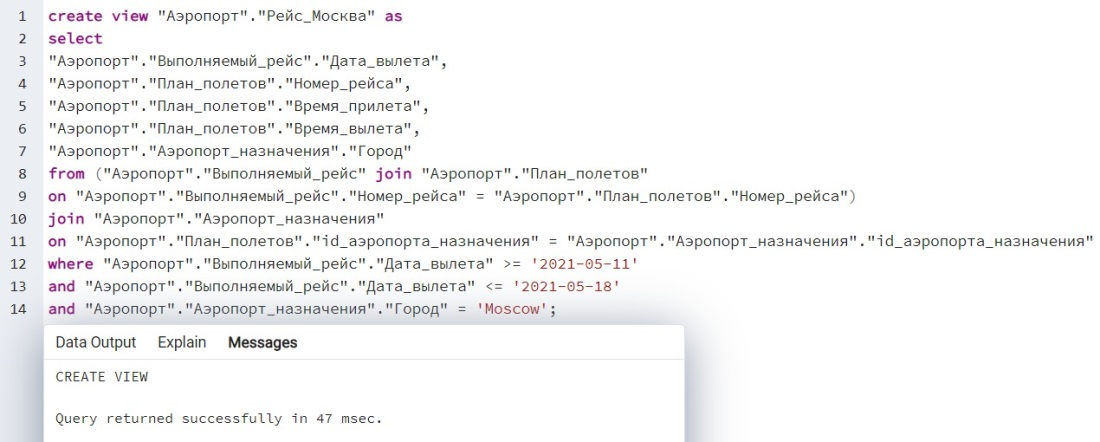 1 create view "Аэропорт"."Рейс_Москва" as
2 select
3 "Аэропорт"."Выполняемый_рейс"."Дата_вылета",
4 "Аэропорт"."План_полетов"."Номер_рейса",
5 "Аэропорт"."План_полетов"."Время_прилета",
6 "Аэропорт"."План_полетов"."Время_вылета",
7 "Аэропорт"."Аэропорт_назначения"."Город"
8 from ("Аэропорт"."Выполняемый_рейс" join "Аэропорт"."План_полетов"
9 on "Аэропорт"."Выполняемый_рейс"."Номер_рейса" = "Аэропорт"."План_полетов"."Номер_рейса")
10 join "Аэропорт"."Аэропорт_назначения"
11 on "Аэропорт"."План_полетов"."id_аэропорта_назначения" = "Аэропорт"."Аэропорт_назначения"."id_аэропорта_назначения"
12 where "Аэропорт"."Выполняемый_рейс"."Дата_вылета" >= '2021-05-11'
13 and "Аэропорт"."Выполняемый_рейс"."Дата_вылета" <= '2021-05-18'
14 and "Аэропорт"."Аэропорт_назначения"."Город" = 'Moscow';
Data Output Explain Messages
CREATE VIEW
Query returned successfully in 47 msec.